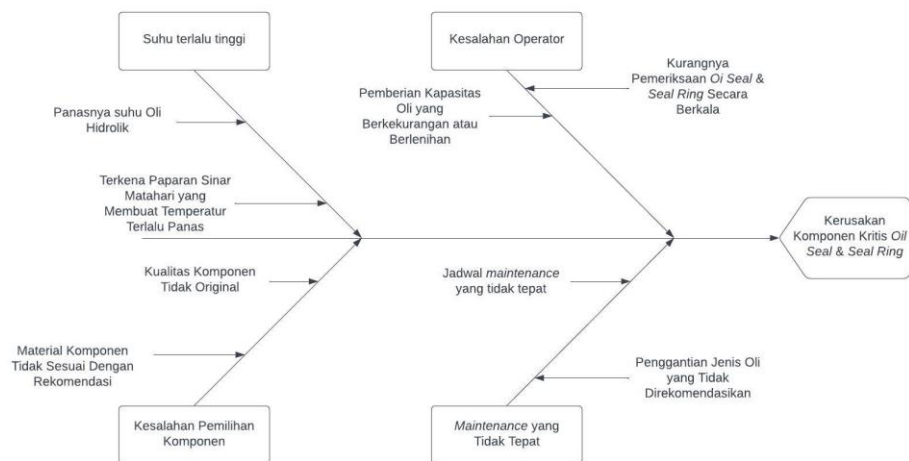 Suhu terlalu tinggi
Kesalahan Operator
Kurangnya
Pemeriksaan Oi Seal &
Seal Ring Secara
Berkala
Pemberian Kapasitas
Oli yang
Berkekurangan atau
Berlenihan
Panasnya suhu Oli
Hidrolik
Terkena Paparan Sinar
Matahari yang
Membuat Temperatur
Terlalu Panas
Kerusakan
Komponen Kritis Oil
Seal & Seal Ring
Kualitas Komponen
Tidak Original
Jadwal maintenance
yang tidak tepat
Material Komponen
Tidak Sesuai Dengan
Rekomendasi
Penggantian Jenis Oli
yang Tidak
Direkomendasikan
Kesalahan Pemilihan
Komponen
Maintenance yang
Tidak Tepat